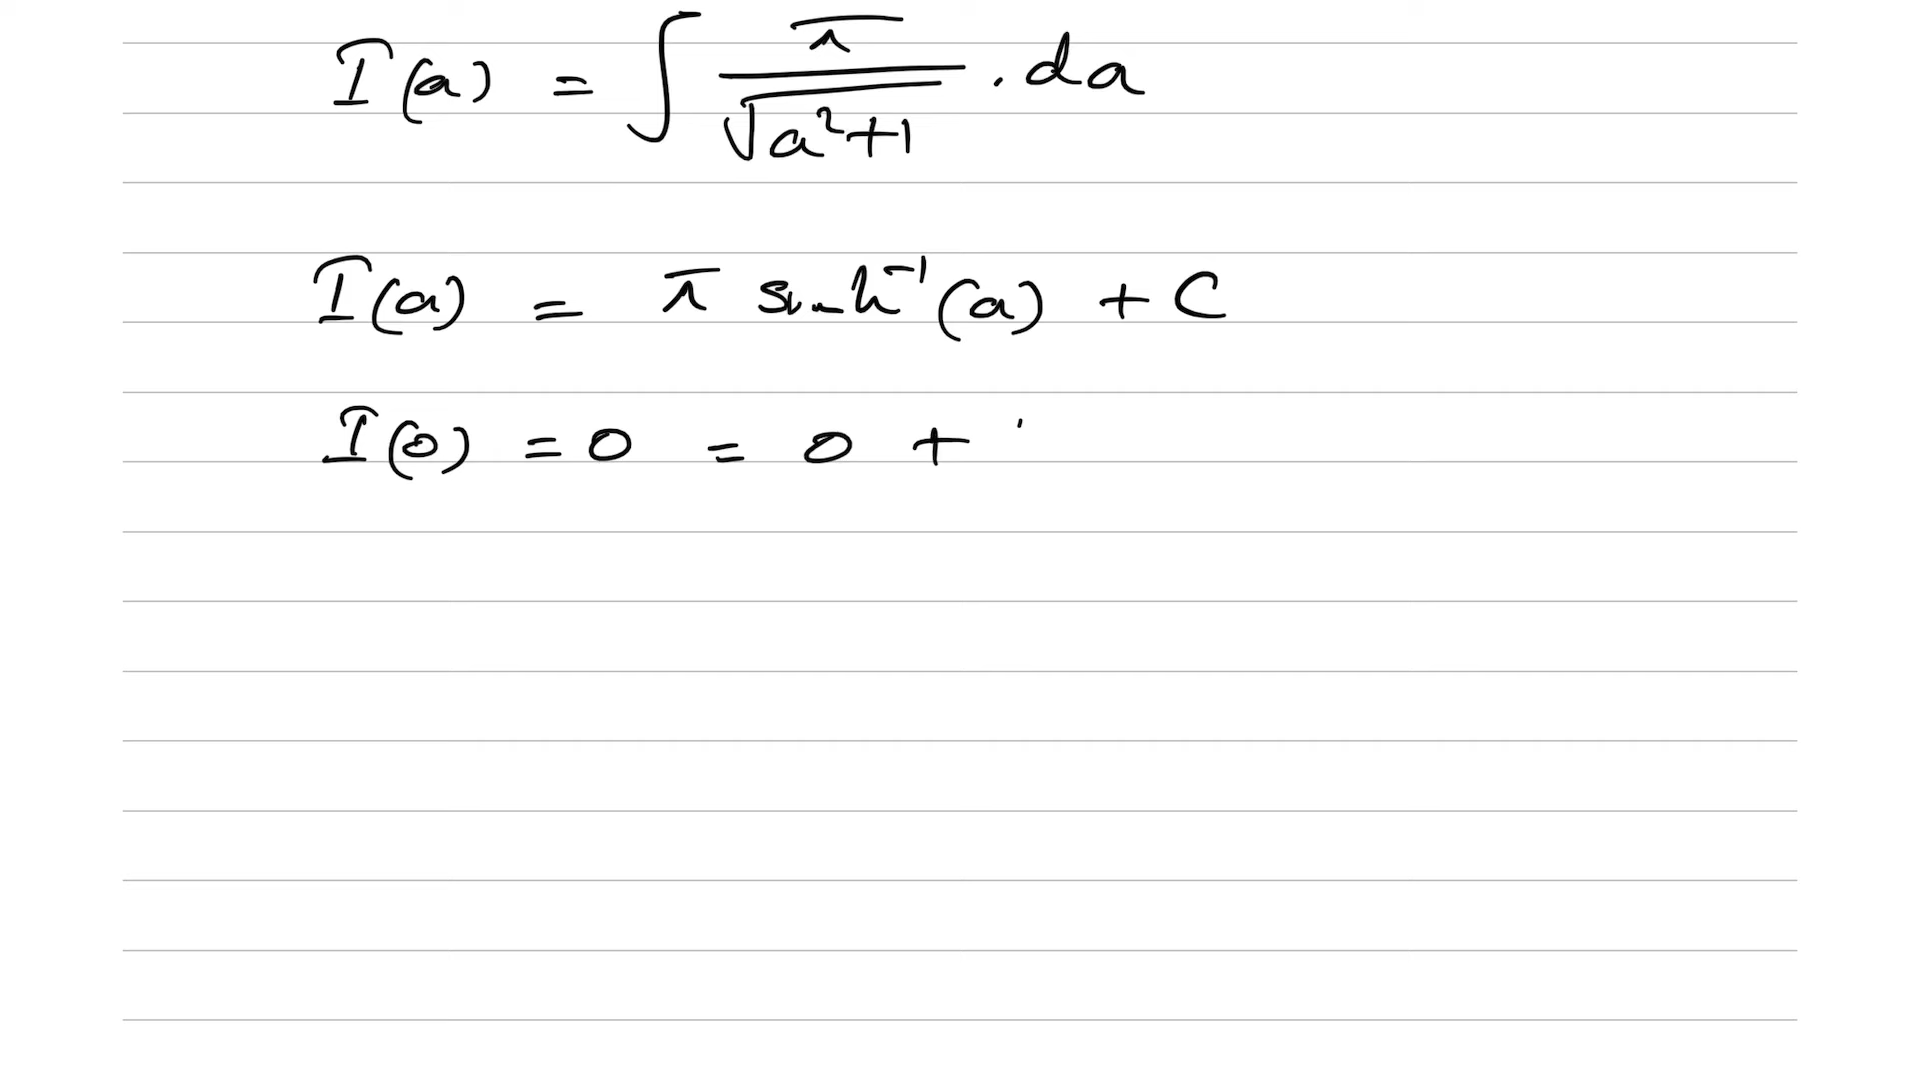 I(a) = ∫ π/√(a²+1) . da
I(a) = π sinh⁻¹(a) + C
I(0) = 0 = 0 +